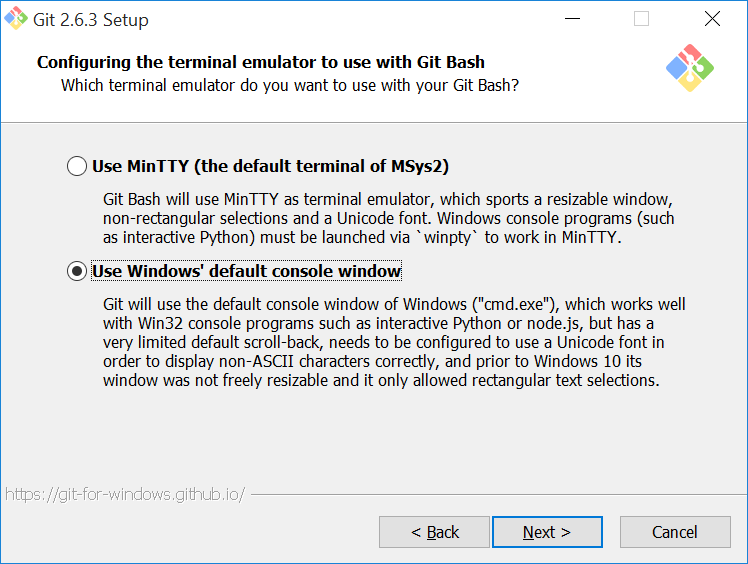 Git 2.6.3 Setup
Configuring the terminal emulator to use with Git Bash
Which terminal emulator do you want to use with your Git Bash?
Use MinTTY (the default terminal of MSys2)
Git Bash will use MinTTY as terminal emulator, which sports a resizable window,
non-rectangular selections and a Unicode font. Windows console programs (such
as interactive Python) must be launched via `winpty` to work in MinTTY.
Use Windows' default console window
Git will use the default console window of Windows ("cmd.exe"), which works well
with Win32 console programs such as interactive Python or node.js, but has a
very limited default scroll-back, needs to be configured to use a Unicode font in
order to display non-ASCII characters correctly, and prior to Windows 10 its
window was not freely resizable and it only allowed rectangular text selections.
https://git-for-windows.github.io/
< Back
Next >
Cancel